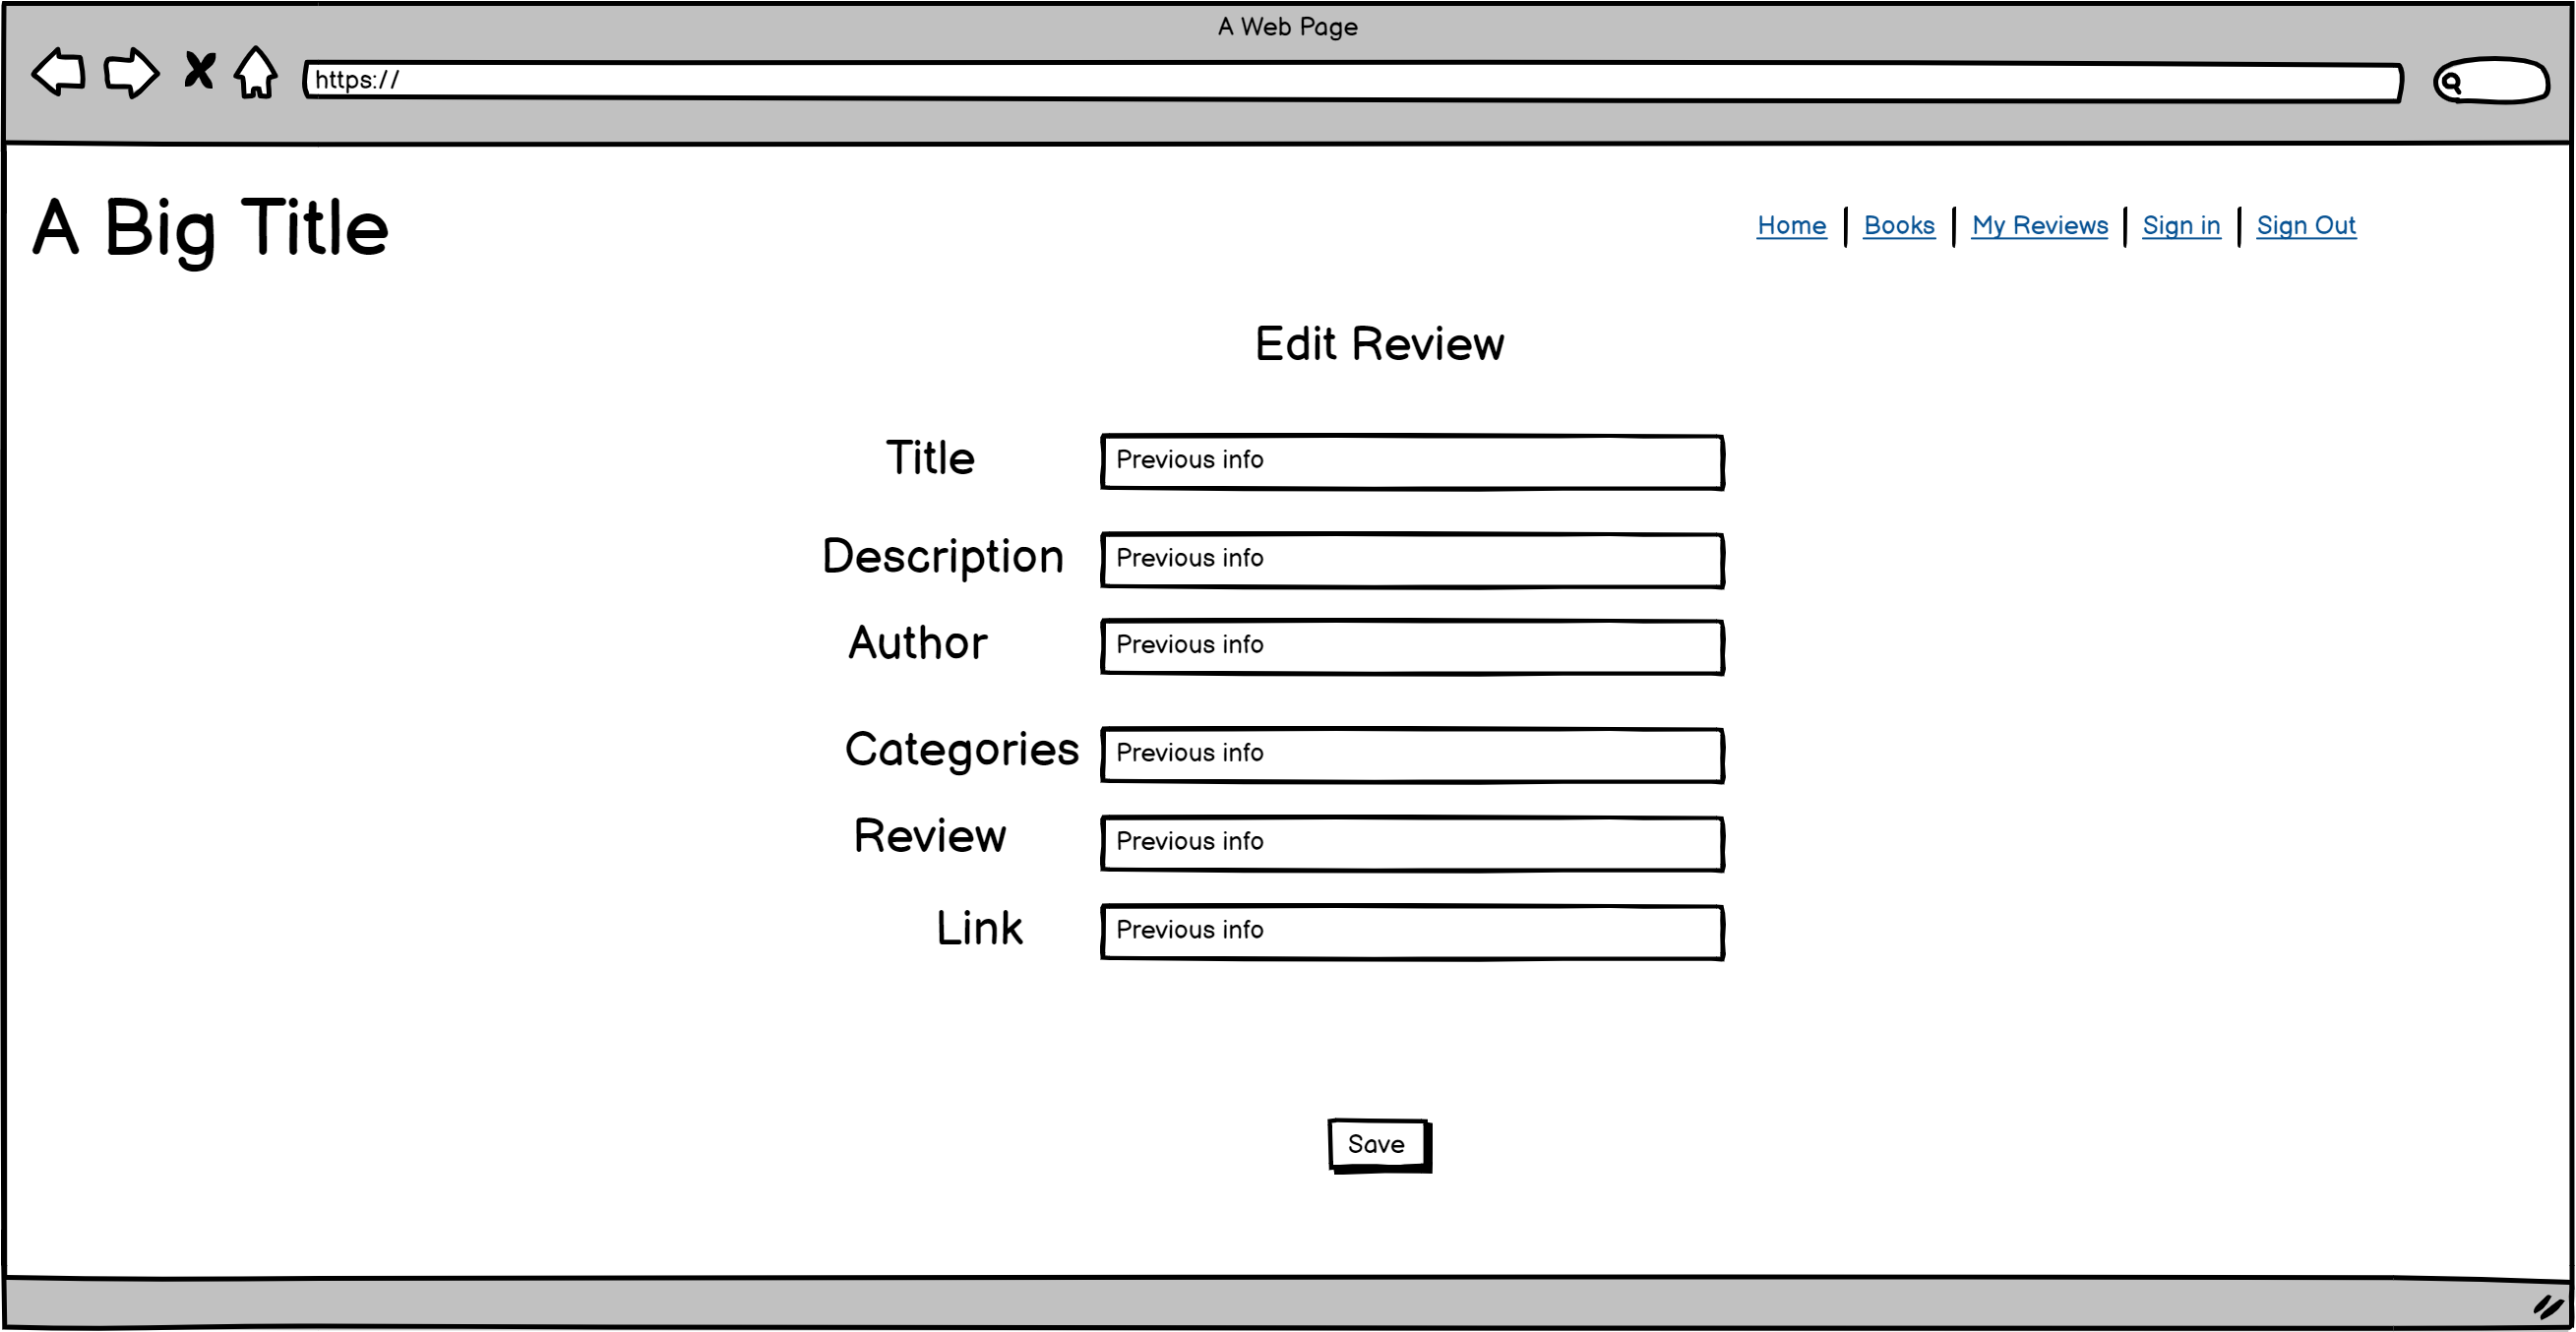 A Web Page
https://
A Big Title
Home | Books | My Reviews | Sign in | Sign Out
Edit Review
Title Previous info
Description Previous info
Author Previous info
Categories Previous info
Review Previous info
Link Previous info
Save